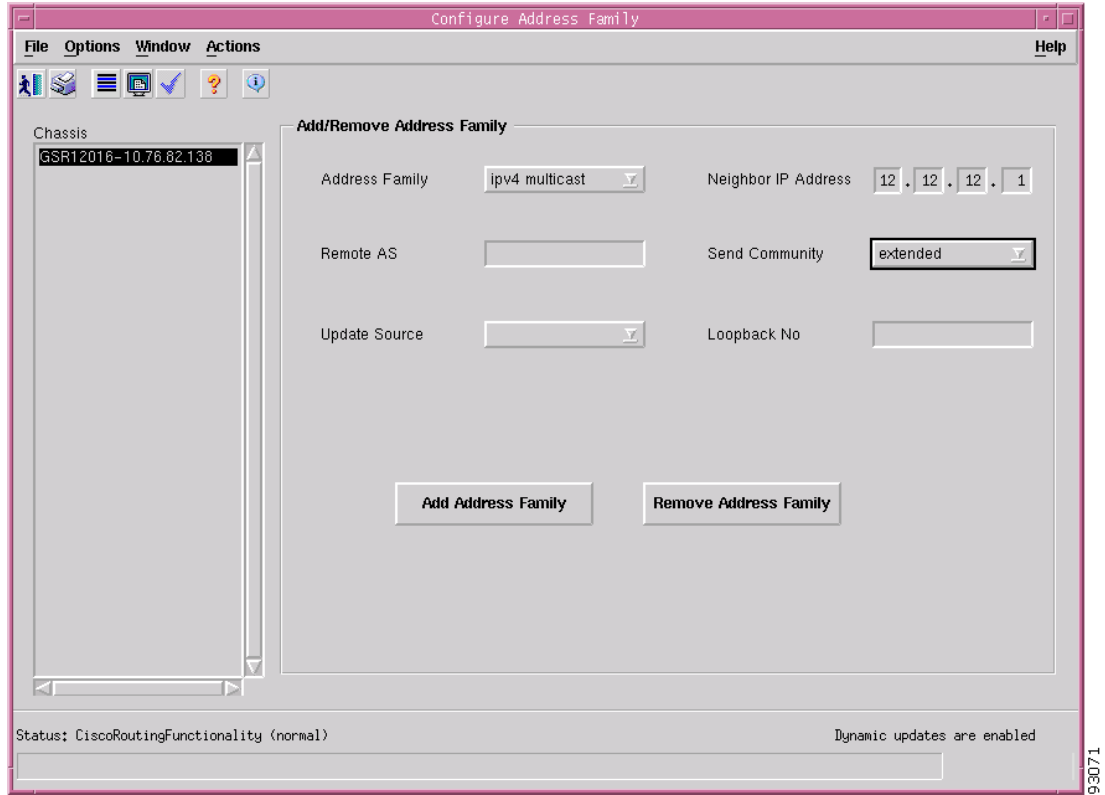 Configure Address Family
File Options Window Actions Help
Chassis
GSR12016-10.76.82.138
Add/Remove Address Family
Address Family ipv4 multicast Neighbor IP Address 12 . 12 . 12 . 1
Remote AS Send Community extended
Update Source Loopback No
Add Address Family Remove Address Family
Status: CiscoRoutingFunctionality (normal) Dynamic updates are enabled
93071